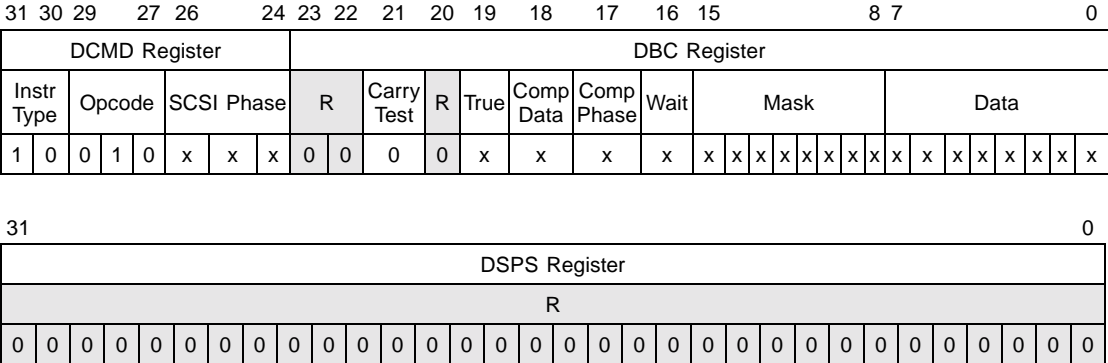 31 30 29 27 26 24 23 22 21 20 19 18 17 16 15 8 7 0
DCMD Register DBC Register
Instr Type Opcode SCSI Phase R Carry Test R True Comp Data Comp Phase Wait Mask Data
1 0 0 1 0 x x x 0 0 0 0 x x x x x x x x x x x x x x x x x x x x
31 0
DSPS Register
R
0 0 0 0 0 0 0 0 0 0 0 0 0 0 0 0 0 0 0 0 0 0 0 0 0 0 0 0 0 0 0 0